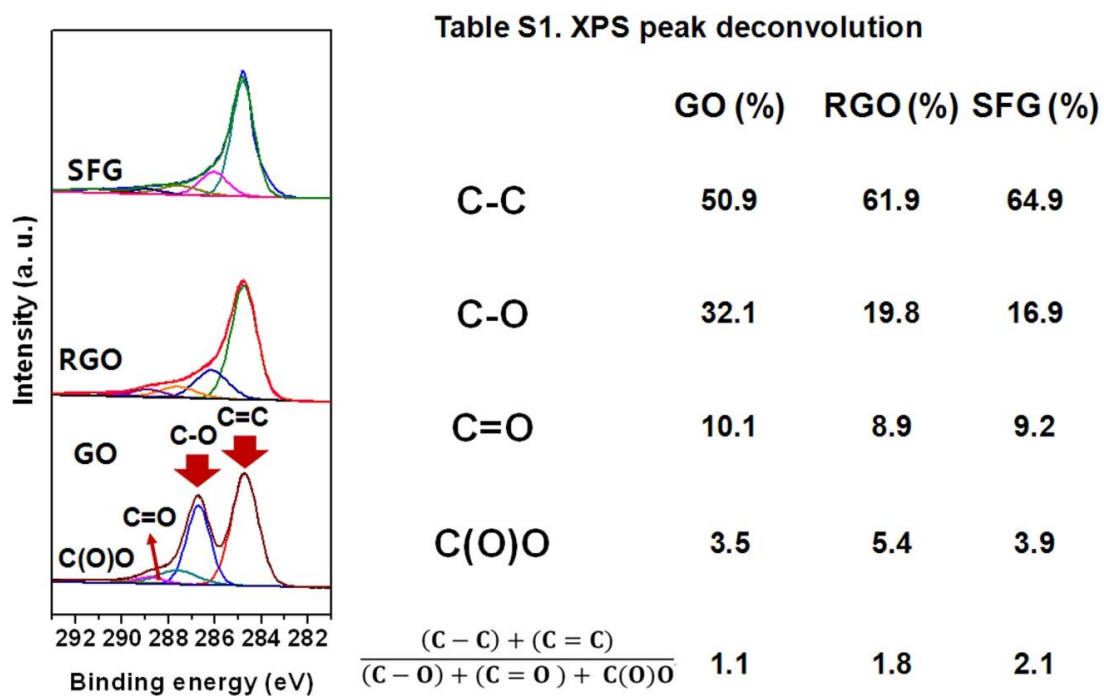 Table S1. XPS peak deconvolution
Intensity (a. u.)
SFG
RGO
GO
C=C
C-O
C=O
C(O)O
292 290 288 286 284 282
Binding energy (eV)
GO (%) RGO (%) SFG (%)
C-C 50.9 61.9 64.9
C-O 32.1 19.8 16.9
C=O 10.1 8.9 9.2
C(O)O 3.5 5.4 3.9
(C − C) + (C = C)
(C − O) + (C = O ) + C(O)O 1.1 1.8 2.1